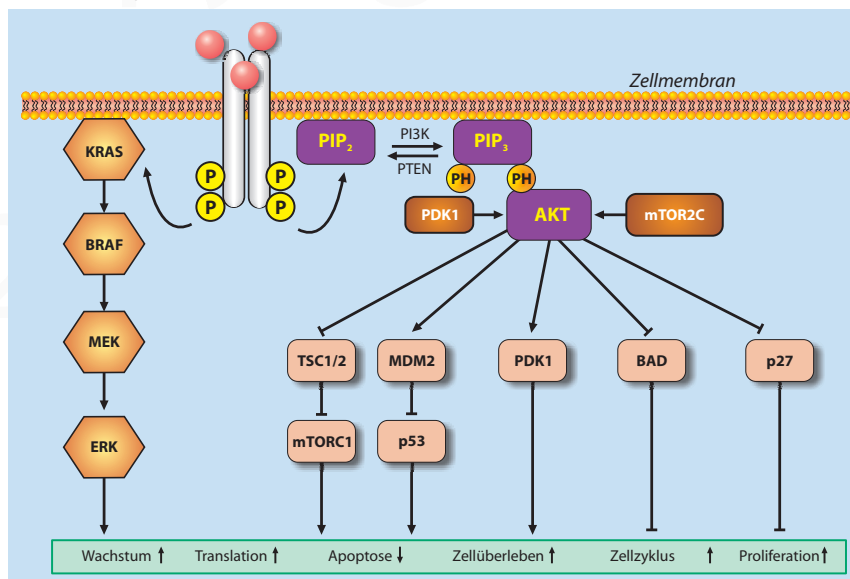 Zellmembran
KRAS
PIP₂
PI3K
PTEN
PIP₃
P P
P P
PH PH
PDK1
AKT
mTOR2C
BRAF
MEK
TSC1/2
MDM2
PDK1
BAD
p27
mTORC1
p53
ERK
Wachstum ↑ Translation ↑ Apoptose ↓ Zellüberleben ↑ Zellzyklus ↑ Proliferation ↑